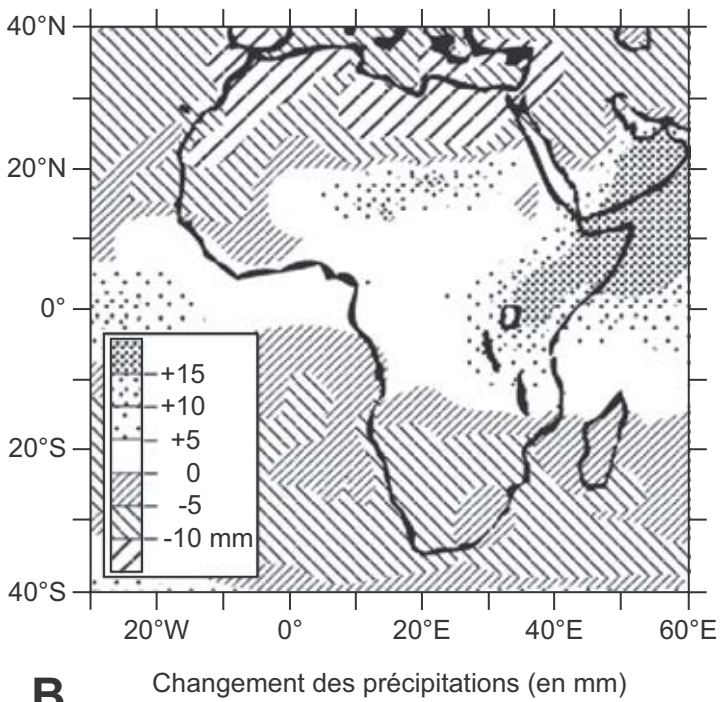 40°N
20°N
0°
20°S
40°S
+15
+10
+5
0
-5
-10 mm
20°W 0° 20°E 40°E 60°E
B Changement des précipitations (en mm)